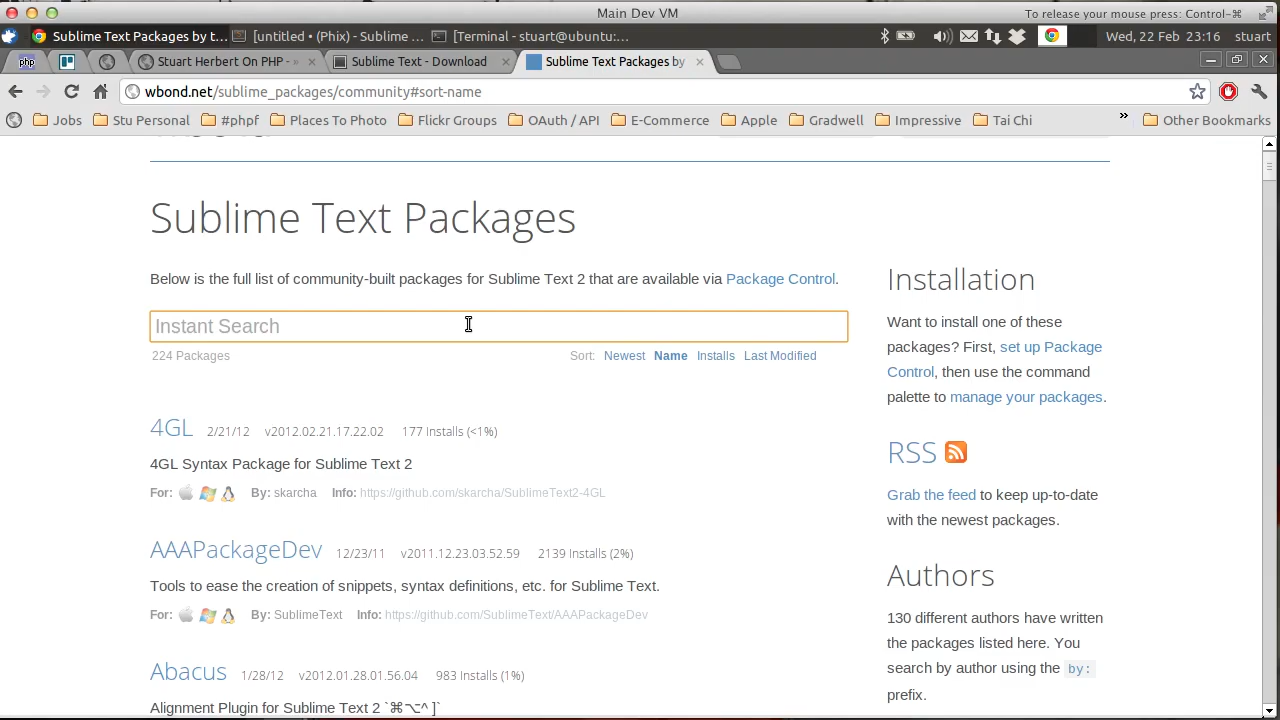 Main Dev VM
To release your mouse press: Control-⌘
Sublime Text Packages by t...
[untitled • (Phix) - Sublime ...
[Terminal - stuart@ubuntu:...
Wed, 22 Feb 23:16
stuart
php
Stuart Herbert On PHP - »
Sublime Text - Download
Sublime Text Packages by
wbond.net/sublime_packages/community#sort-name
Jobs
Stu Personal
#phpf
Places To Photo
Flickr Groups
OAuth / API
E-Commerce
Apple
Gradwell
Impressive
Tai Chi
»
Other Bookmarks
Sublime Text Packages
Below is the full list of community-built packages for Sublime Text 2 that are available via Package Control.
Instant Search
224 Packages
Sort: Newest Name Installs Last Modified
4GL 2/21/12 v2012.02.21.17.22.02 177 Installs (<1%)
4GL Syntax Package for Sublime Text 2
For: By: skarcha Info: https://github.com/skarcha/SublimeText2-4GL
AAAPackageDev 12/23/11 v2011.12.23.03.52.59 2139 Installs (2%)
Tools to ease the creation of snippets, syntax definitions, etc. for Sublime Text.
For: By: SublimeText Info: https://github.com/SublimeText/AAAPackageDev
Abacus 1/28/12 v2012.01.28.01.56.04 983 Installs (1%)
Alignment Plugin for Sublime Text 2 `⌘⌥^ ]`
Installation
Want to install one of these
packages? First, set up Package
Control, then use the command
palette to manage your packages.
RSS
Grab the feed to keep up-to-date
with the newest packages.
Authors
130 different authors have written
the packages listed here. You
search by author using the by:
prefix.